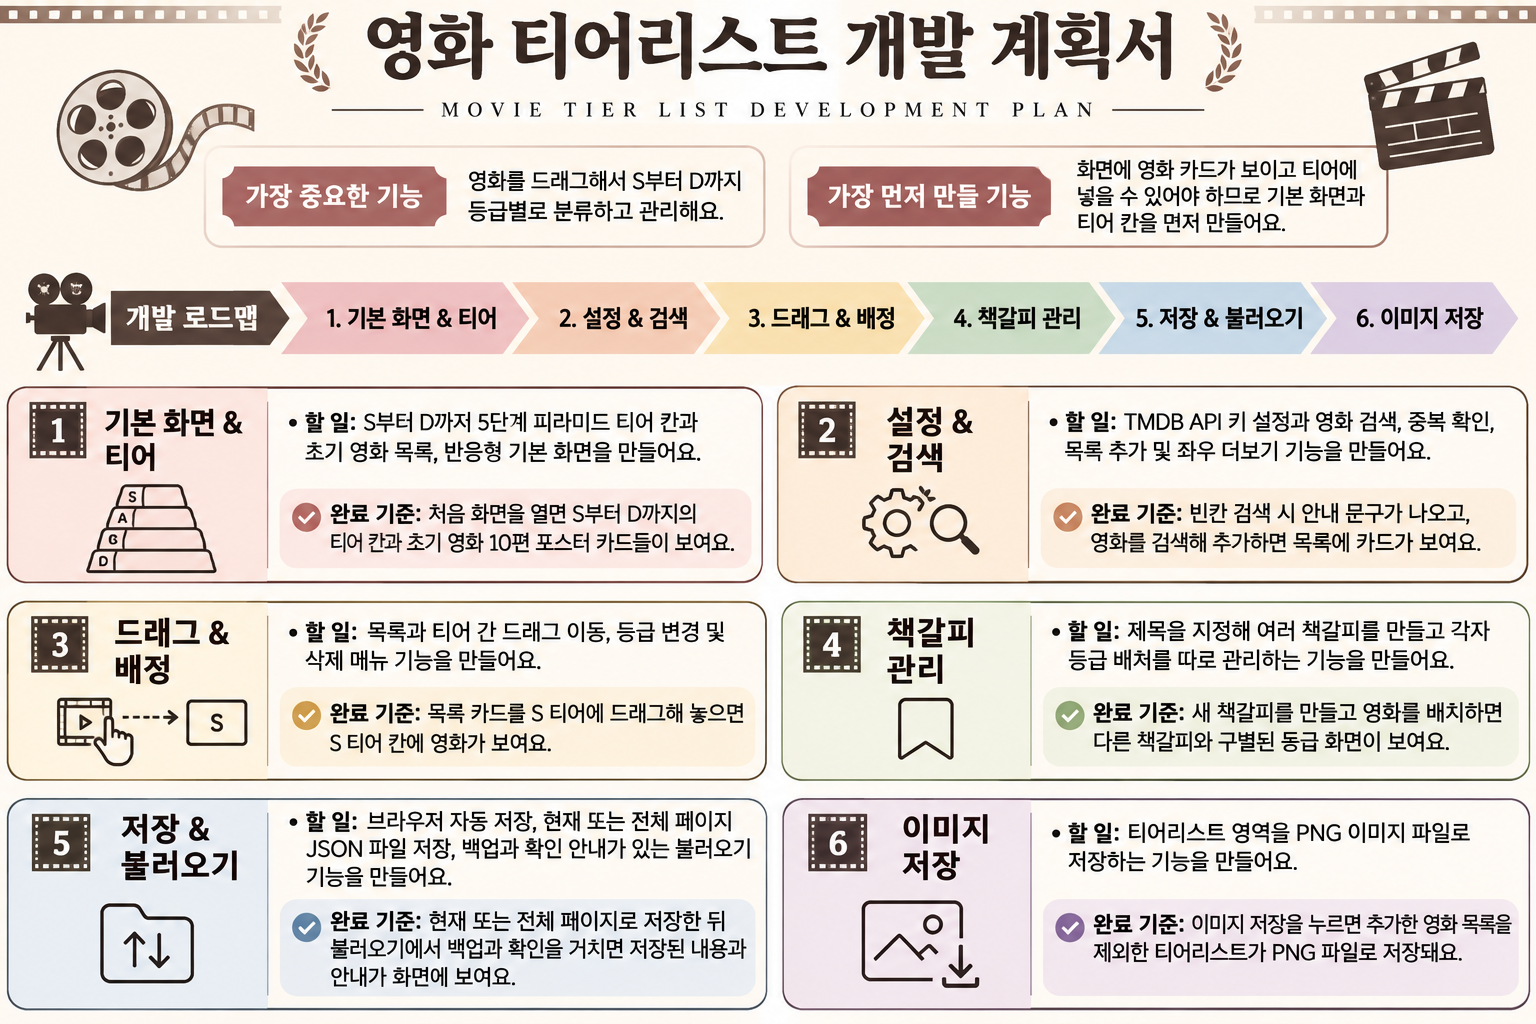 영화 티어리스트 개발 계획서
MOVIE TIER LIST DEVELOPMENT PLAN
가장 중요한 기능
영화를 드래그해서 S부터 D까지
등급별로 분류하고 관리해요.
가장 먼저 만들 기능
화면에 영화 카드가 보이고 티어에
넣을 수 있어야 하므로 기본 화면과
티어 칸을 먼저 만들어요.
개발 로드맵
1. 기본 화면 & 티어
2. 설정 & 검색
3. 드래그 & 배정
4. 책갈피 관리
5. 저장 & 불러오기
6. 이미지 저장
1
기본 화면 &
티어
S
A
G
D
• 할 일: S부터 D까지 5단계 피라미드 티어 칸과
초기 영화 목록, 반응형 기본 화면을 만들어요.
완료 기준: 처음 화면을 열면 S부터 D까지의
티어 칸과 초기 영화 10편 포스터 카드들이 보여요.
2
설정 &
검색
• 할 일: TMDB API 키 설정과 영화 검색, 중복 확인,
목록 추가 및 좌우 더보기 기능을 만들어요.
완료 기준: 빈칸 검색 시 안내 문구가 나오고,
영화를 검색해 추가하면 목록에 카드가 보여요.
3
드래그 &
배정
S
• 할 일: 목록과 티어 간 드래그 이동, 등급 변경 및
삭제 메뉴 기능을 만들어요.
완료 기준: 목록 카드를 S 티어에 드래그해 놓으면
S 티어 칸에 영화가 보여요.
4
책갈피
관리
• 할 일: 제목을 지정해 여러 책갈피를 만들고 각자
등급 배처를 따로 관리하는 기능을 만들어요.
완료 기준: 새 책갈피를 만들고 영화를 배치하면
다른 책갈피와 구별된 등급 화면이 보여요.
5
저장 &
불러오기
• 할 일: 브라우저 자동 저장, 현재 또는 전체 페이지
JSON 파일 저장, 백업과 확인 안내가 있는 불러오기
기능을 만들어요.
완료 기준: 현재 또는 전체 페이지로 저장한 뒤
불러오기에서 백업과 확인을 거치면 저장된 내용과
안내가 화면에 보여요.
6
이미지
저장
• 할 일: 티어리스트 영역을 PNG 이미지 파일로
저장하는 기능을 만들어요.
완료 기준: 이미지 저장을 누르면 추가한 영화 목록을
제외한 티어리스트가 PNG 파일로 저장돼요.